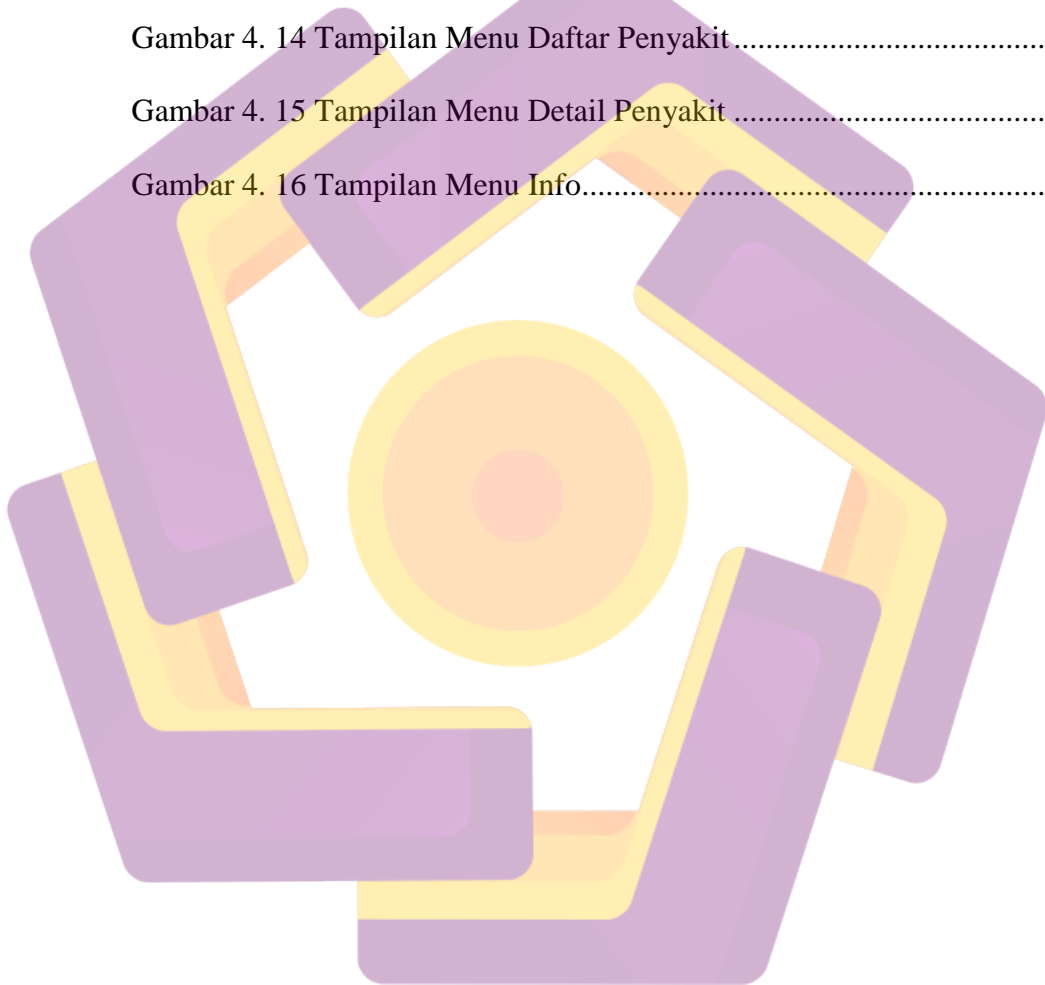 Gambar 4. 14 Tampilan Menu Daftar Penyakit.......................................
Gambar 4. 15 Tampilan Menu Detail Penyakit .......................................
Gambar 4. 16 Tampilan Menu Info..........................................................